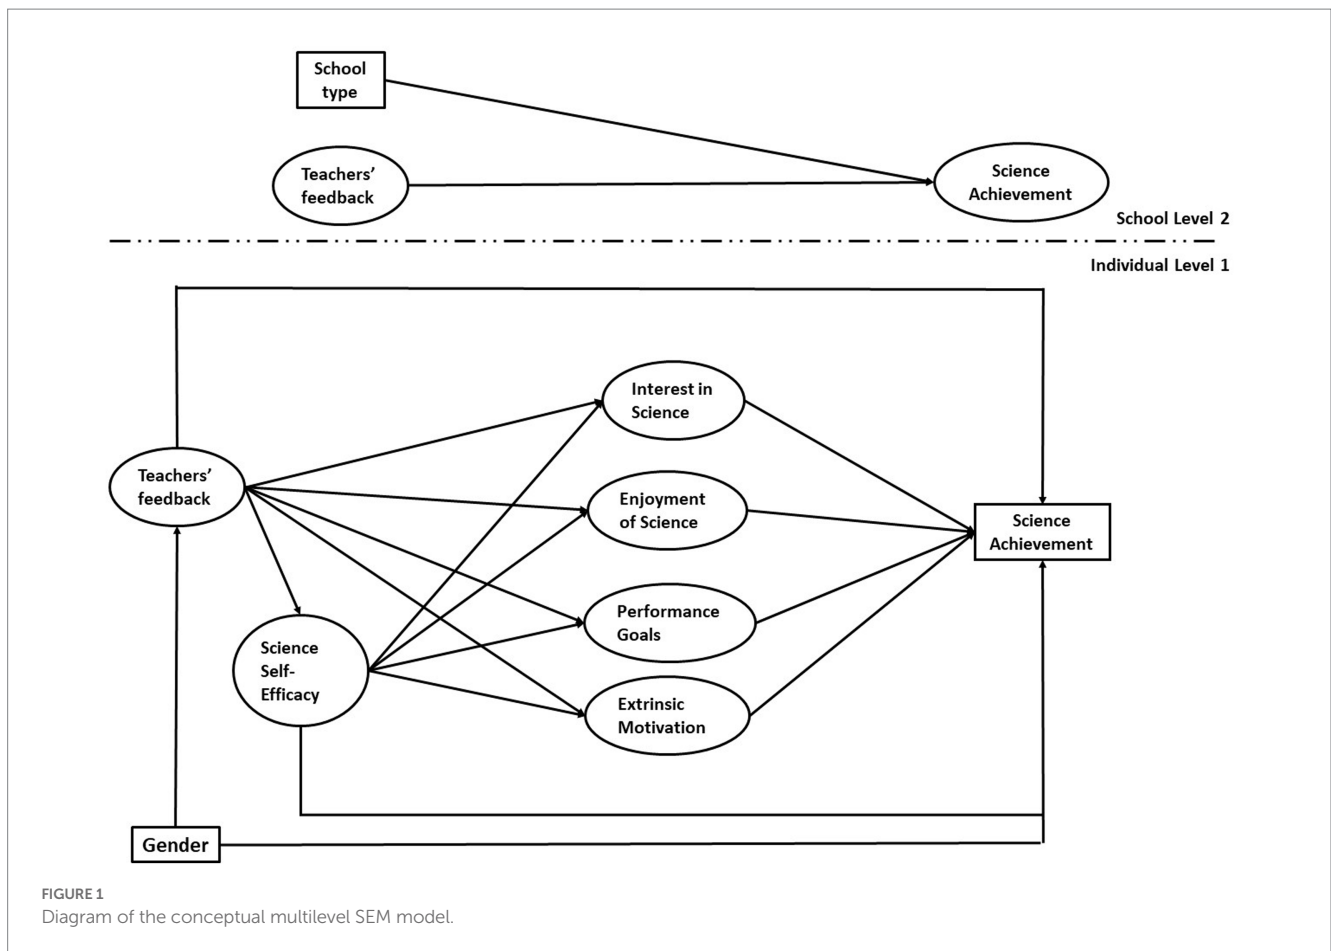 School
type
Teachers’
feedback
Science
Achievement
School Level 2
Individual Level 1
Interest in
Science
Teachers’
feedback
Enjoyment
of Science
Science
Achievement
Performance
Goals
Science
Self-
Efficacy
Extrinsic
Motivation
Gender
FIGURE 1
Diagram of the conceptual multilevel SEM model.